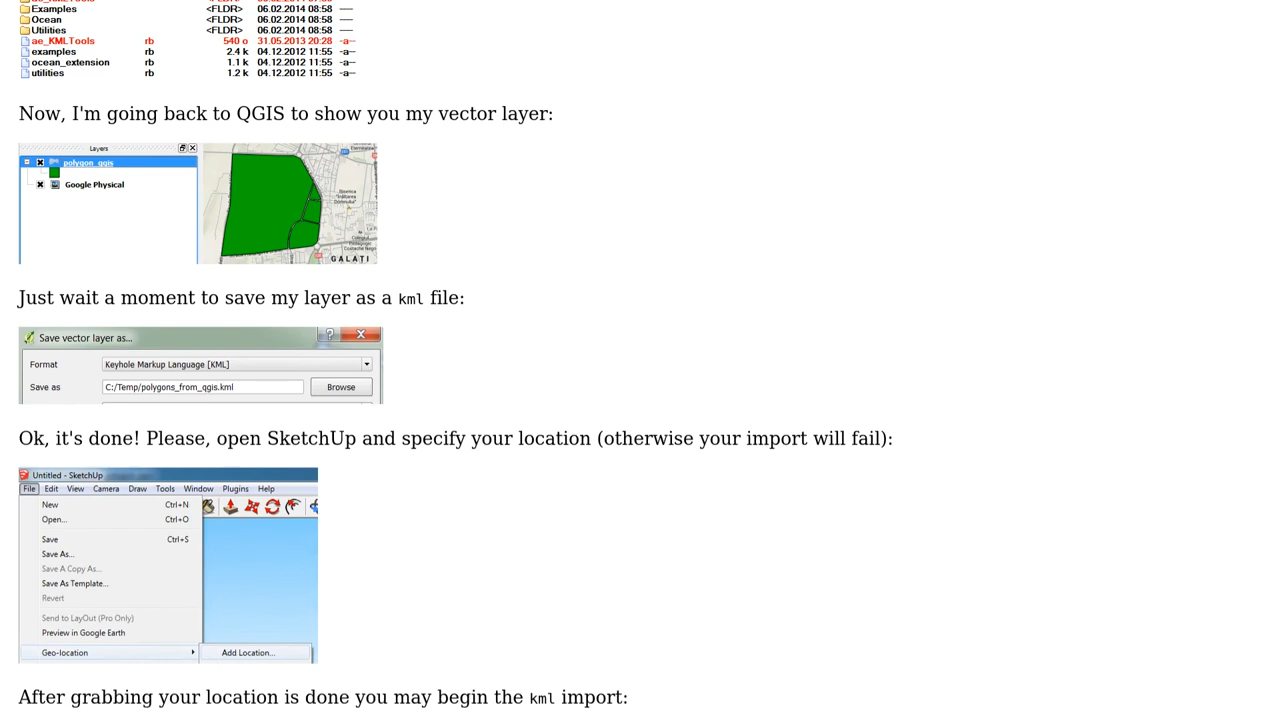 Examples <FLDR> 06.02.2014 08:58 ----
Ocean <FLDR> 06.02.2014 08:58 ----
Utilities <FLDR> 06.02.2014 08:58 ----
ae_KMLTools rb 540 o 31.05.2013 20:28 -a--
examples rb 2.4 k 04.12.2012 11:55 -a--
ocean_extension rb 1.1 k 04.12.2012 11:55 -a--
utilities rb 1.2 k 04.12.2012 11:55 -a--
Now, I'm going back to QGIS to show you my vector layer:
Layers
polygon_qgis
Google Physical
GALATI
Just wait a moment to save my layer as a kml file:
Save vector layer as...
Format Keyhole Markup Language [KML]
Save as C:/Temp/polygons_from_qgis.kml Browse
Ok, it's done! Please, open SketchUp and specify your location (otherwise your import will fail):
Untitled - SketchUp
File Edit View Camera Draw Tools Window Plugins Help
New Ctrl+N
Open... Ctrl+O
Save Ctrl+S
Save As...
Save A Copy As...
Save As Template...
Revert
Send to LayOut (Pro Only)
Preview in Google Earth
Geo-location Add Location...
After grabbing your location is done you may begin the kml import: